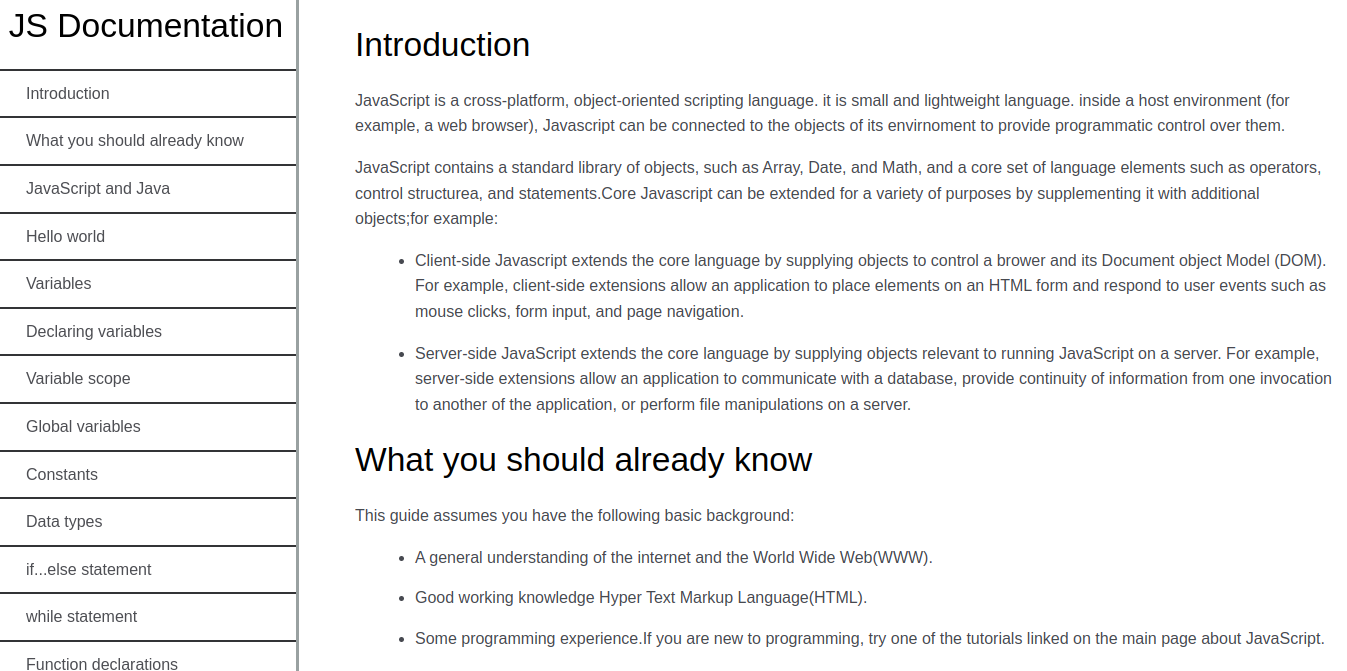 JS Documentation
Introduction
What you should already know
JavaScript and Java
Hello world
Variables
Declaring variables
Variable scope
Global variables
Constants
Data types
if...else statement
while statement
Function declarations
Introduction
JavaScript is a cross-platform, object-oriented scripting language. it is small and lightweight language. inside a host environment (for
example, a web browser), Javascript can be connected to the objects of its envirnoment to provide programmatic control over them.
JavaScript contains a standard library of objects, such as Array, Date, and Math, and a core set of language elements such as operators,
control structurea, and statements.Core Javascript can be extended for a variety of purposes by supplementing it with additional
objects;for example:
• Client-side Javascript extends the core language by supplying objects to control a brower and its Document object Model (DOM).
For example, client-side extensions allow an application to place elements on an HTML form and respond to user events such as
mouse clicks, form input, and page navigation.
• Server-side JavaScript extends the core language by supplying objects relevant to running JavaScript on a server. For example,
server-side extensions allow an application to communicate with a database, provide continuity of information from one invocation
to another of the application, or perform file manipulations on a server.
What you should already know
This guide assumes you have the following basic background:
• A general understanding of the internet and the World Wide Web(WWW).
• Good working knowledge Hyper Text Markup Language(HTML).
• Some programming experience.If you are new to programming, try one of the tutorials linked on the main page about JavaScript.